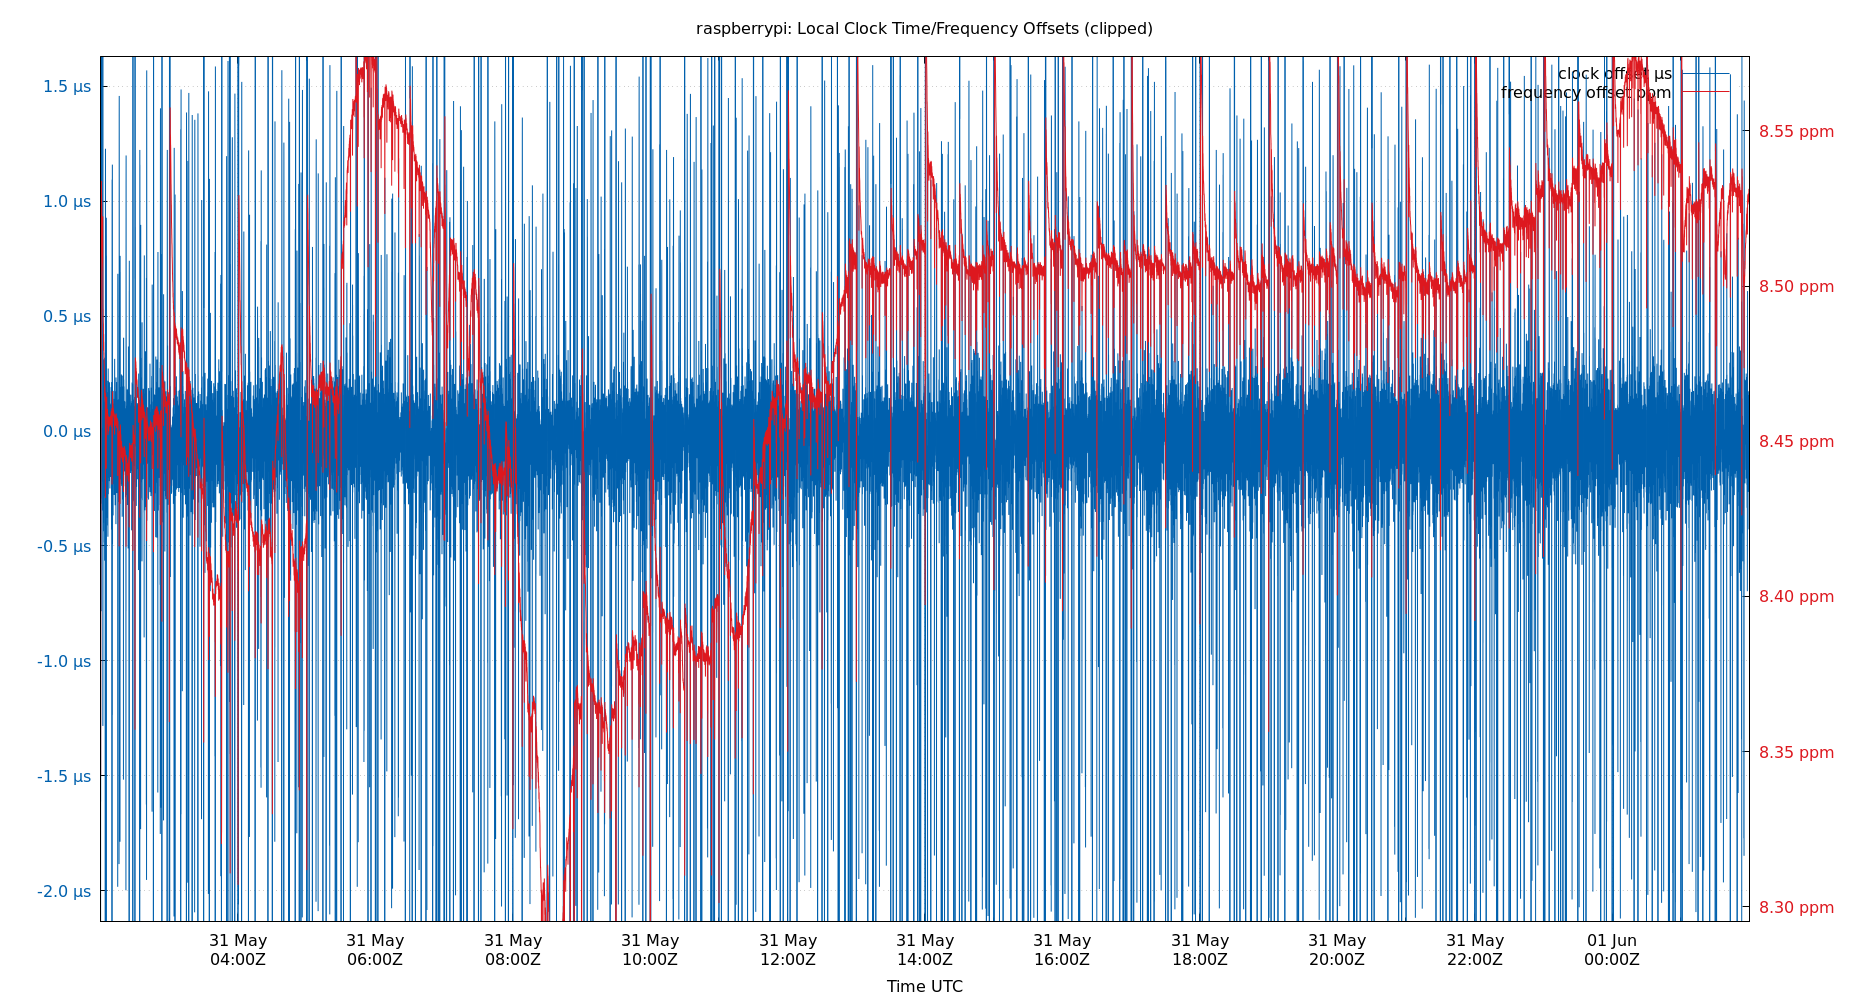 raspberrypi: Local Clock Time/Frequency Offsets (clipped)
clock offset µs
frequency offset ppm
1.5 µs
1.0 µs
0.5 µs
0.0 µs
-0.5 µs
-1.0 µs
-1.5 µs
-2.0 µs
8.55 ppm
8.50 ppm
8.45 ppm
8.40 ppm
8.35 ppm
8.30 ppm
31 May 31 May 31 May 31 May 31 May 31 May 31 May 31 May 31 May 31 May 01 Jun
04:00Z 06:00Z 08:00Z 10:00Z 12:00Z 14:00Z 16:00Z 18:00Z 20:00Z 22:00Z 00:00Z
Time UTC